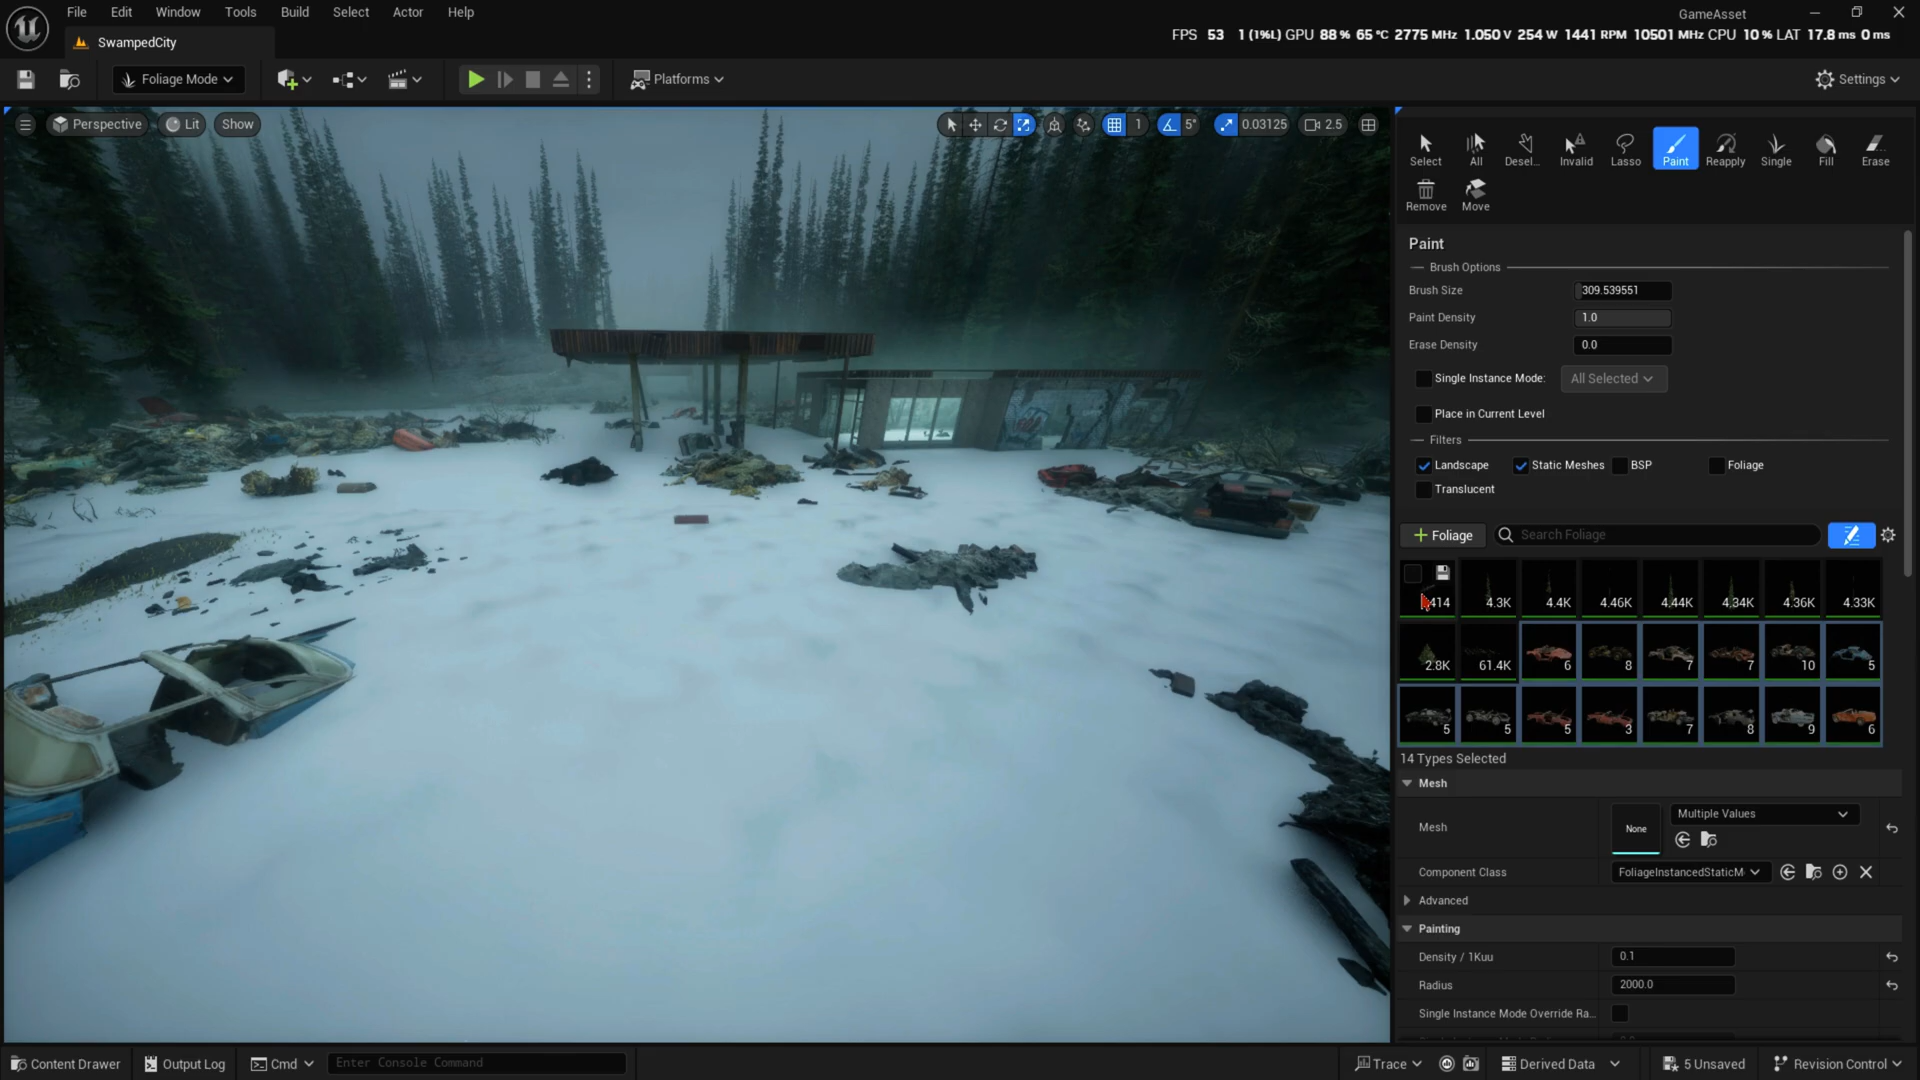 File Edit Window Tools Build Select Actor Help
GameAsset
SwampedCity
FPS 53 1 (1%L) GPU 88 % 65 °C 2775 MHz 1.050 V 254 W 1441 RPM 10501 MHz CPU 10 % LAT 17.8 ms 0 ms
Foliage Mode
Platforms
Settings
Perspective Lit Show
1 5° 0.03125 2.5
Select All Desel... Invalid Lasso Paint Reapply Single Fill Erase
Remove Move
Paint
Brush Options
Brush Size 309.539551
Paint Density 1.0
Erase Density 0.0
Single Instance Mode: All Selected
Place in Current Level
Filters
Landscape Static Meshes BSP Foliage
Translucent
+ Foliage Search Foliage
414 4.3K 4.4K 4.46K 4.44K 4.34K 4.36K 4.33K
2.8K 61.4K 6 8 7 7 10 5
5 5 5 3 7 8 9 6
14 Types Selected
Mesh
Mesh None Multiple Values
Component Class FoliageInstancedStaticM
Advanced
Painting
Density / 1Kuu 0.1
Radius 2000.0
Single Instance Mode Override Ra...
Content Drawer Output Log Cmd Enter Console Command Trace Derived Data 5 Unsaved Revision Control